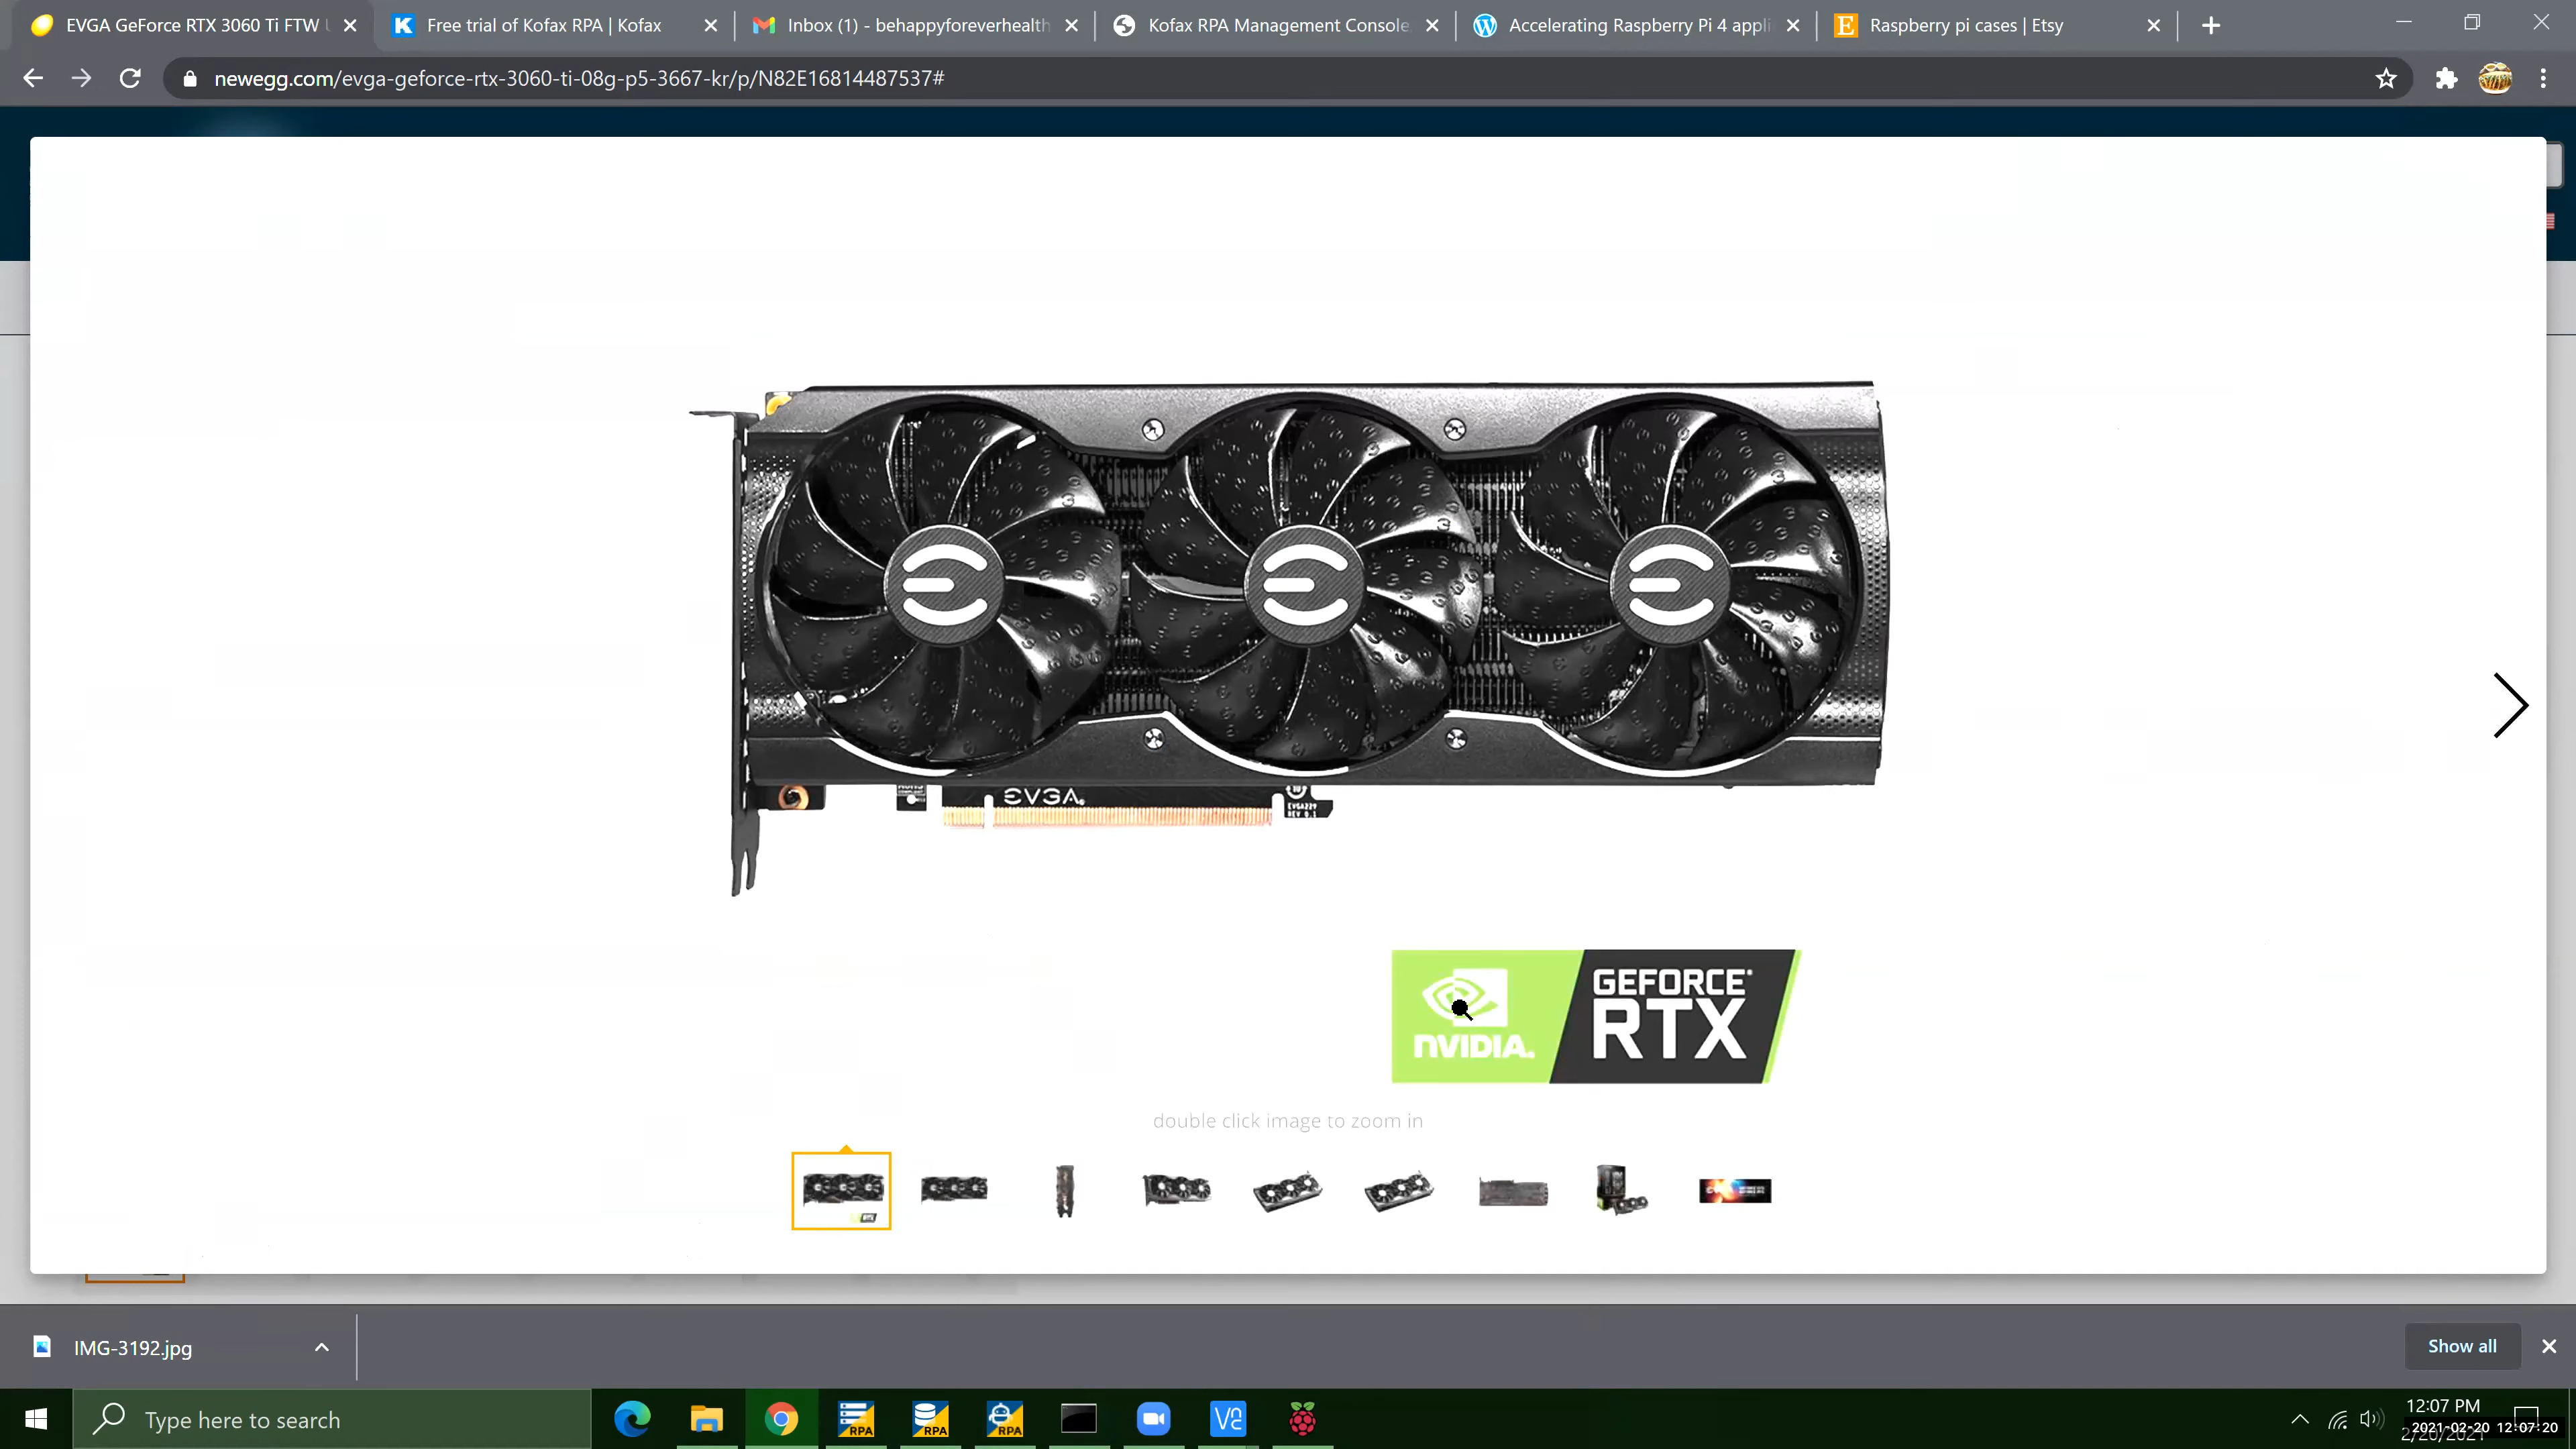 EVGA GeForce RTX 3060 Ti FTW U
Free trial of Kofax RPA | Kofax
Inbox (1) - behappyforeverhealth
Kofax RPA Management Console
Accelerating Raspberry Pi 4 appli
Raspberry pi cases | Etsy
newegg.com/evga-geforce-rtx-3060-ti-08g-p5-3667-kr/p/N82E16814487537#
EVGA
REV 0.1
NVIDIA.
GEFORCE
RTX
double click image to zoom in
IMG-3192.jpg
Show all
Type here to search
RPA
RPA
RPA
12:07 PM
2021-02-20 12:07:20